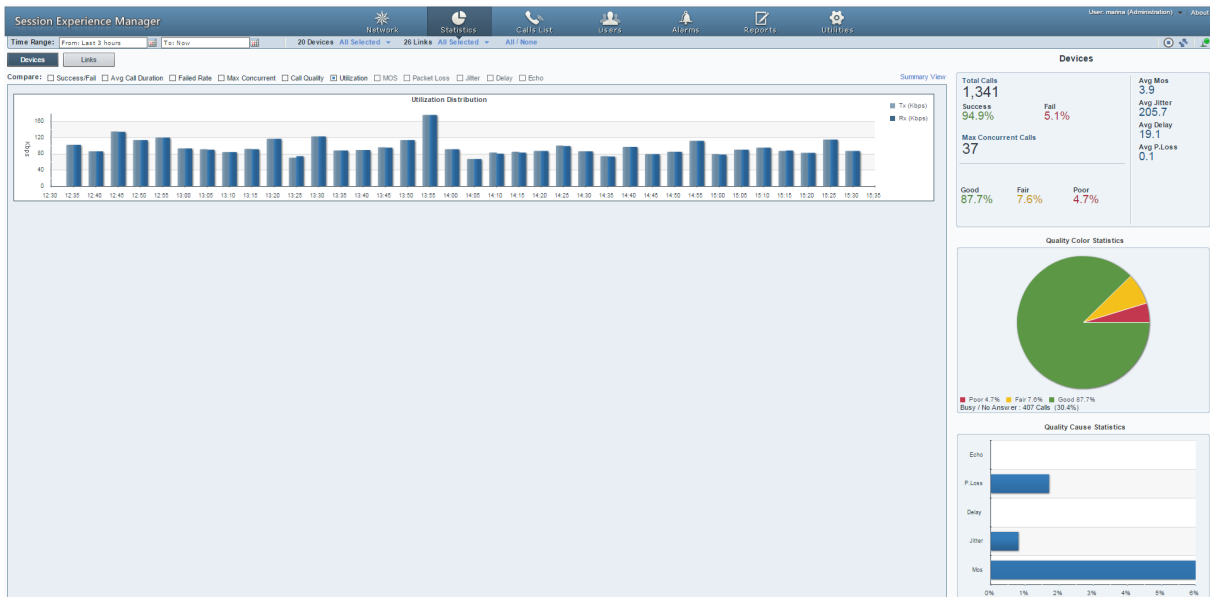 Session Experience Manager
Network Statistics Calls List Users Alarms Reports Utilities
User: marina (Administration) About
Time Range: From: Last 3 hours To: Now 20 Devices All Selected 26 Links All Selected All / None
Devices Links
Compare: Success/Fail Avg Call Duration Failed Rate Max Concurrent Call Quality Utilization MOS Packet Loss Jitter Delay Echo Summary View
Utilization Distribution
Tx (Kbps)
Rx (Kbps)
160
120
80
40
0
kbps
12:30 12:35 12:40 12:45 12:50 12:55 13:00 13:05 13:10 13:15 13:20 13:25 13:30 13:35 13:40 13:45 13:50 13:55 14:00 14:05 14:10 14:15 14:20 14:25 14:30 14:35 14:40 14:45 14:50 14:55 15:00 15:05 15:10 15:15 15:20 15:25 15:30 15:35
Devices
Total Calls
1,341
Success Fail
94.9% 5.1%
Max Concurrent Calls
37
Good Fair Poor
87.7% 7.6% 4.7%
Avg Mos
3.9
Avg Jitter
205.7
Avg Delay
19.1
Avg P.Loss
0.1
Quality Color Statistics
Poor 4.7% Fair 7.6% Good 87.7%
Busy / No Answer : 407 Calls (30.4%)
Quality Cause Statistics
Echo
P.Loss
Delay
Jitter
Mos
0% 1% 2% 3% 4% 5% 6%